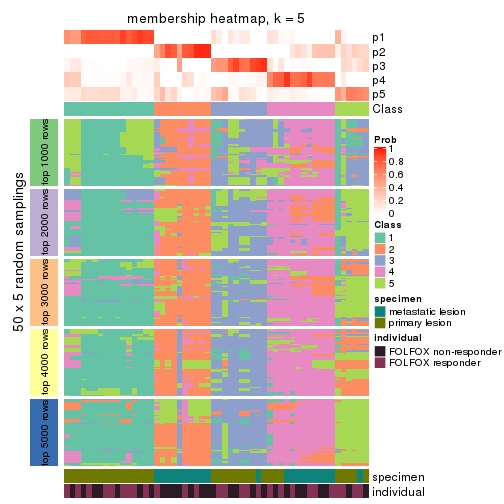 membership heatmap, k = 5
p1
p2
p3
p4
p5
Class
50 x 5 random samplings
top 1000 rows
top 2000 rows
top 3000 rows
top 4000 rows
top 5000 rows
specimen
individual
Prob
1
0.8
0.6
0.4
0.2
0
Class
1
2
3
4
5
specimen
metastatic lesion
primary lesion
individual
FOLFOX non-responder
FOLFOX responder